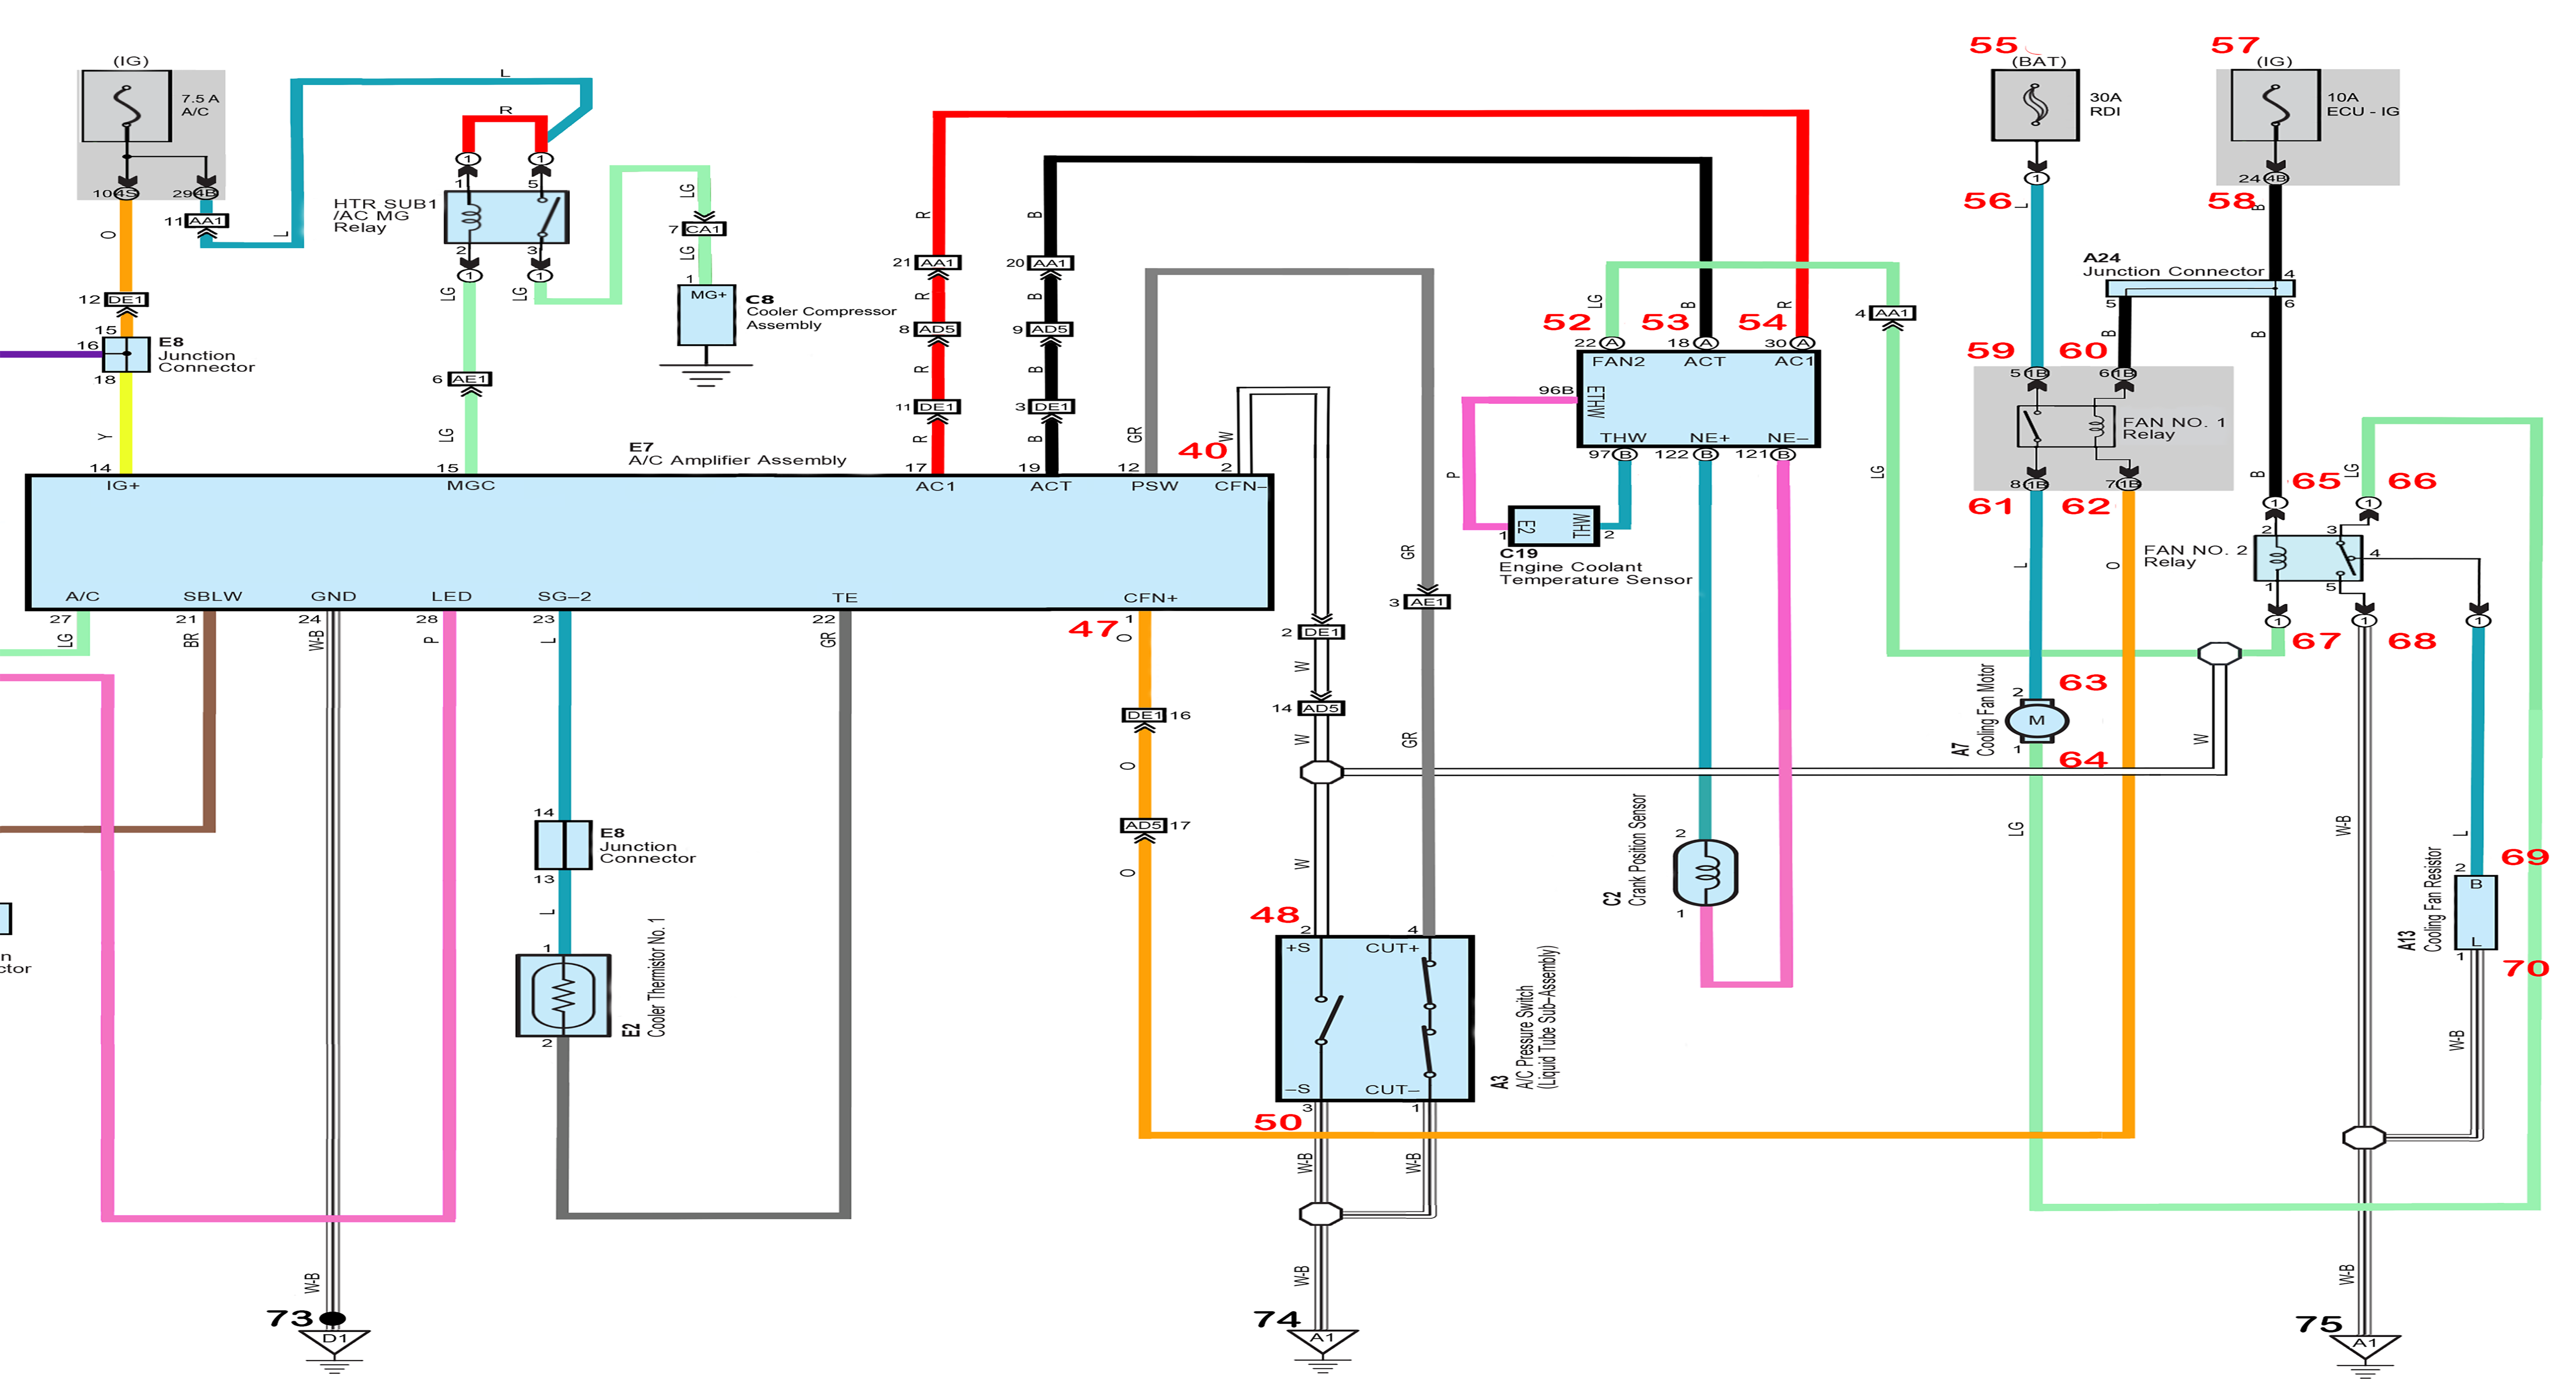 (IG)
7.5 A
A/C
104S
294B
11 AA1
O
L
12 DE1
15
16
18
E8
Junction
Connector
Y
L
R
1
1
1
5
HTR SUB1
/AC MG
Relay
2
3
1
1
LG
LG
6 AE1
LG
LG
7 CA1
LG
1
MG+
C8
Cooler Compressor
Assembly
R
21 AA1
R
8 AD5
R
11 DE1
R
B
20 AA1
B
9 AD5
B
3 DE1
B
GR
40
W
E7
A/C Amplifier Assembly
14
15
17
19
12
2
IG+
MGC
AC1
ACT
PSW
CFN–
A/C
SBLW
GND
LED
SG–2
TE
CFN+
27
21
24
28
23
22
47
1
LG
BR
W-B
P
L
GR
O
n
ctor
14
E8
Junction
Connector
13
L
1
2
E2
Cooler Thermistor No. 1
W-B
73
D1
DE1 16
O
AD5 17
O
2 DE1
W
14 AD5
W
W
GR
3 AE1
GR
48
2
4
+S
CUT+
–S
CUT–
50
3
1
A3
A/C Pressure Switch
(Liquid Tube Sub–Assembly)
W-B
W-B
W-B
74
A1
52
53
54
LG
B
R
22 A
18 A
30 A
FAN2
ACT
AC1
96B
ETHW
THW
NE+
NE–
97 B
122 B
121 B
P
1
E2
THW
2
C19
Engine Coolant
Temperature Sensor
4 AA1
LG
C2
Crank Position Sensor
2
1
55
(BAT)
30A
RDI
1
56
L
57
(IG)
10A
ECU - IG
24 4B
58
B
A24
Junction Connector
4
5
6
B
B
59
60
5 1B
6 1B
FAN NO. 1
Relay
8 1B
7 1B
61
62
L
O
B
65
LG
66
1
1
2
3
4
FAN NO. 2
Relay
1
5
1
1
1
67
68
63
2
M
1
64
A7
Cooling Fan Motor
LG
W
W-B
L
69
2
B
L
1
70
A13
Cooling Fan Resistor
W-B
W-B
75
A1